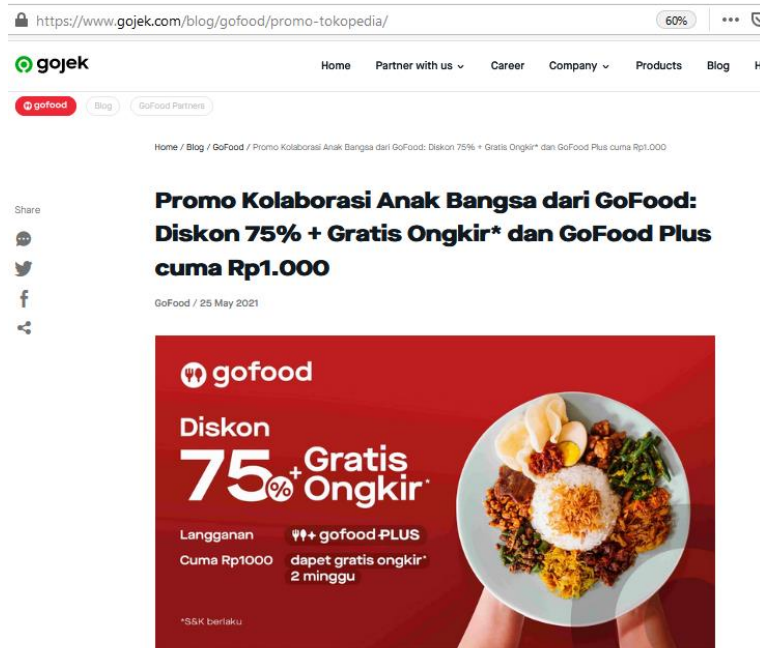 https://www.gojek.com/blog/gofood/promo-tokopedia/ 60%
gojek Home Partner with us Career Company Products Blog
gofood Blog GoFood Partners
Home / Blog / GoFood / Promo Kolaborasi Anak Bangsa dari GoFood: Diskon 75% + Gratis Ongkir* dan GoFood Plus cuma Rp1.000
Share
Promo Kolaborasi Anak Bangsa dari GoFood:
Diskon 75% + Gratis Ongkir* dan GoFood Plus
cuma Rp1.000
GoFood / 25 May 2021
gofood
Diskon
75% + Gratis
Ongkir*
Langganan
Cuma Rp1000
gofood PLUS
dapet gratis ongkir*
2 minggu
*S&K berlaku